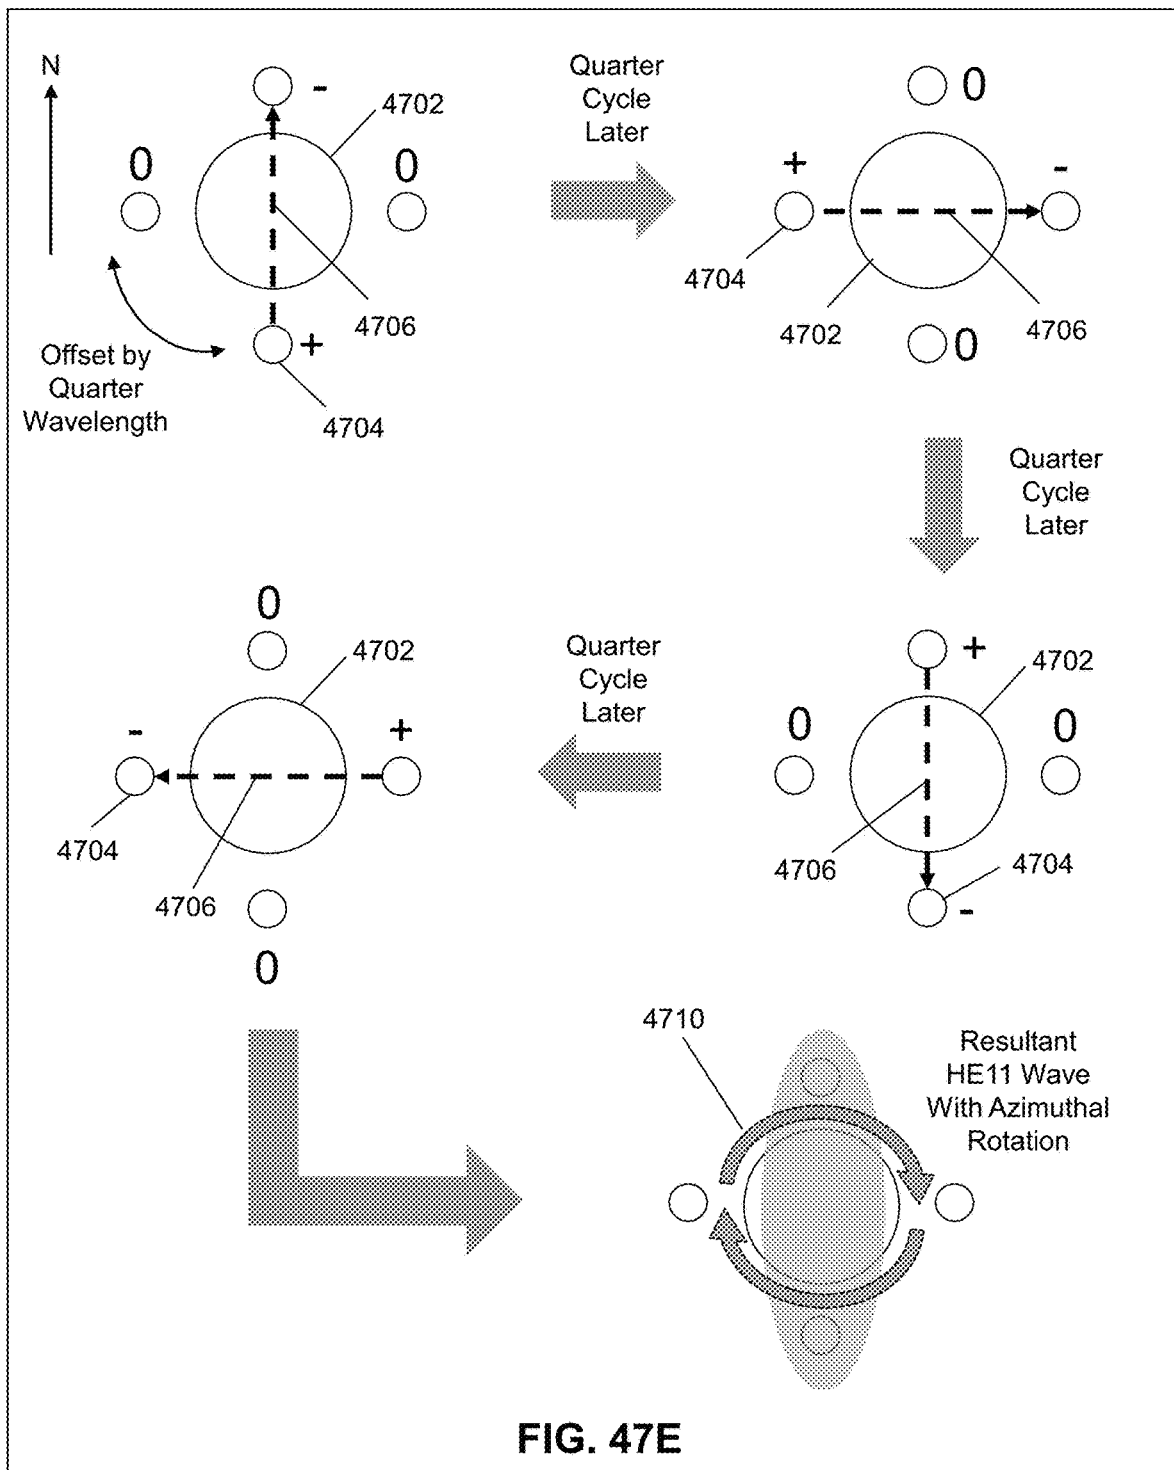 N
-
4702
0
0
4706
+
4704
Offset by
Quarter
Wavelength
Quarter
Cycle
Later
0
+
-
4704
4702
4706
0
Quarter
Cycle
Later
+
4702
0
0
4706
4704
-
Quarter
Cycle
Later
0
4702
-
+
4704
4706
0
4710
Resultant
HE11 Wave
With Azimuthal
Rotation
FIG. 47E